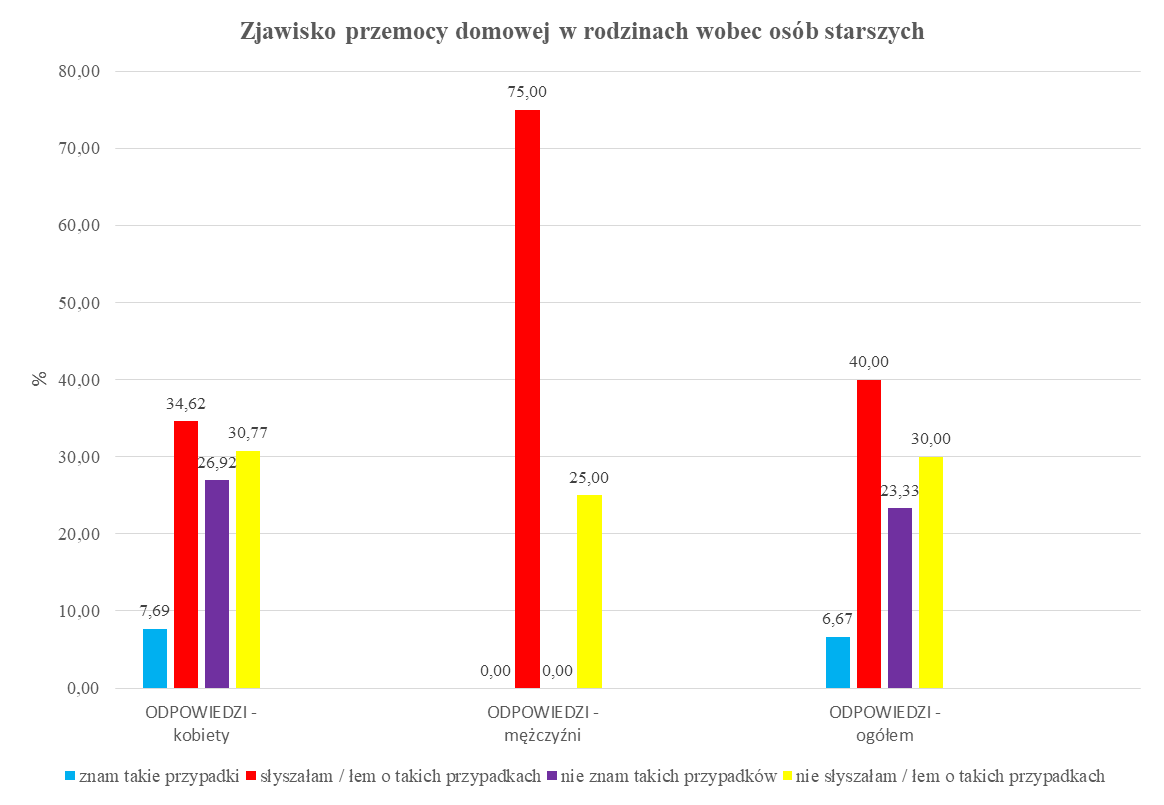 Zjawisko przemocy domowej w rodzinach wobec osób starszych
80,00
70,00
60,00
50,00
40,00
30,00
20,00
10,00
0,00
%
7,69
34,62
26,92
30,77
0,00
75,00
0,00
25,00
6,67
40,00
23,33
30,00
ODPOWIEDZI -
kobiety
ODPOWIEDZI -
mężczyźni
ODPOWIEDZI -
ogółem
znam takie przypadki
słyszałam / łem o takich przypadkach
nie znam takich przypadków
nie słyszałam / łem o takich przypadkach